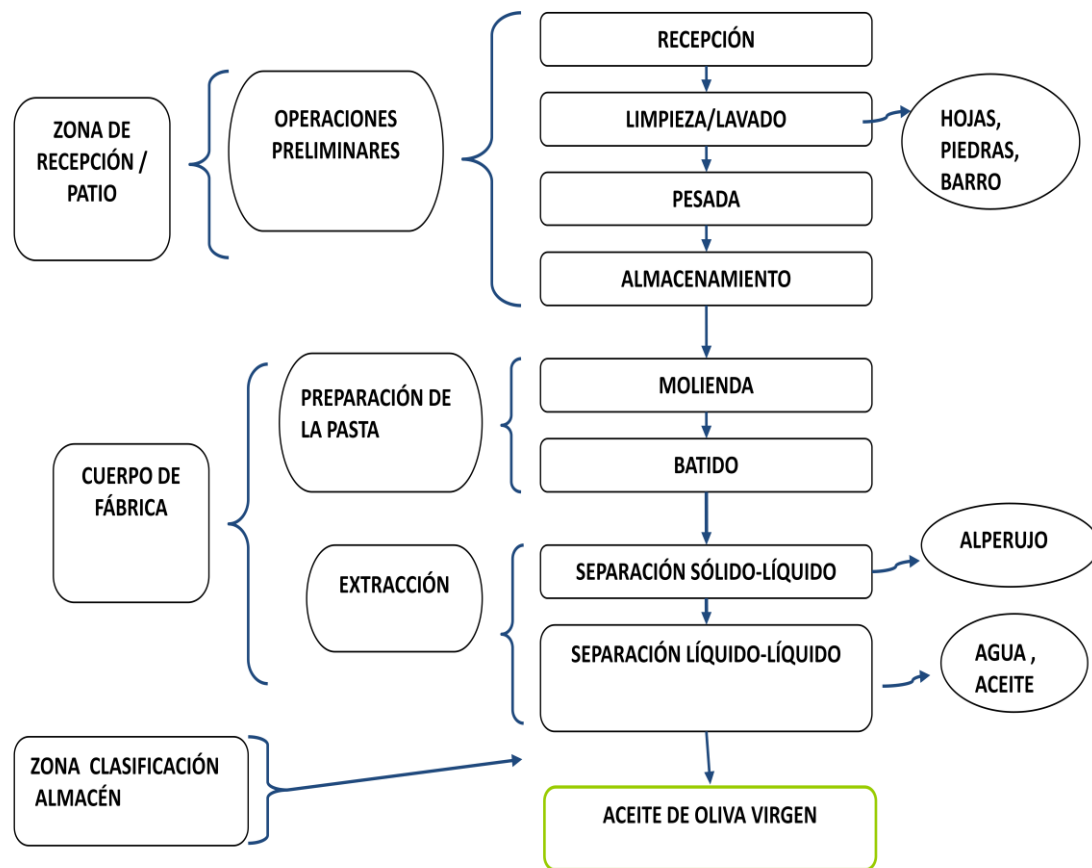 RECEPCIÓN
ZONA DE
RECEPCIÓN /
PATIO
OPERACIONES
PRELIMINARES
LIMPIEZA/LAVADO
HOJAS,
PIEDRAS,
BARRO
PESADA
ALMACENAMIENTO
CUERPO DE
FÁBRICA
PREPARACIÓN DE
LA PASTA
MOLIENDA
BATIDO
EXTRACCIÓN
SEPARACIÓN SÓLIDO-LÍQUIDO
ALPERUJO
SEPARACIÓN LÍQUIDO-LÍQUIDO
AGUA ,
ACEITE
ZONA CLASIFICACIÓN
ALMACÉN
ACEITE DE OLIVA VIRGEN